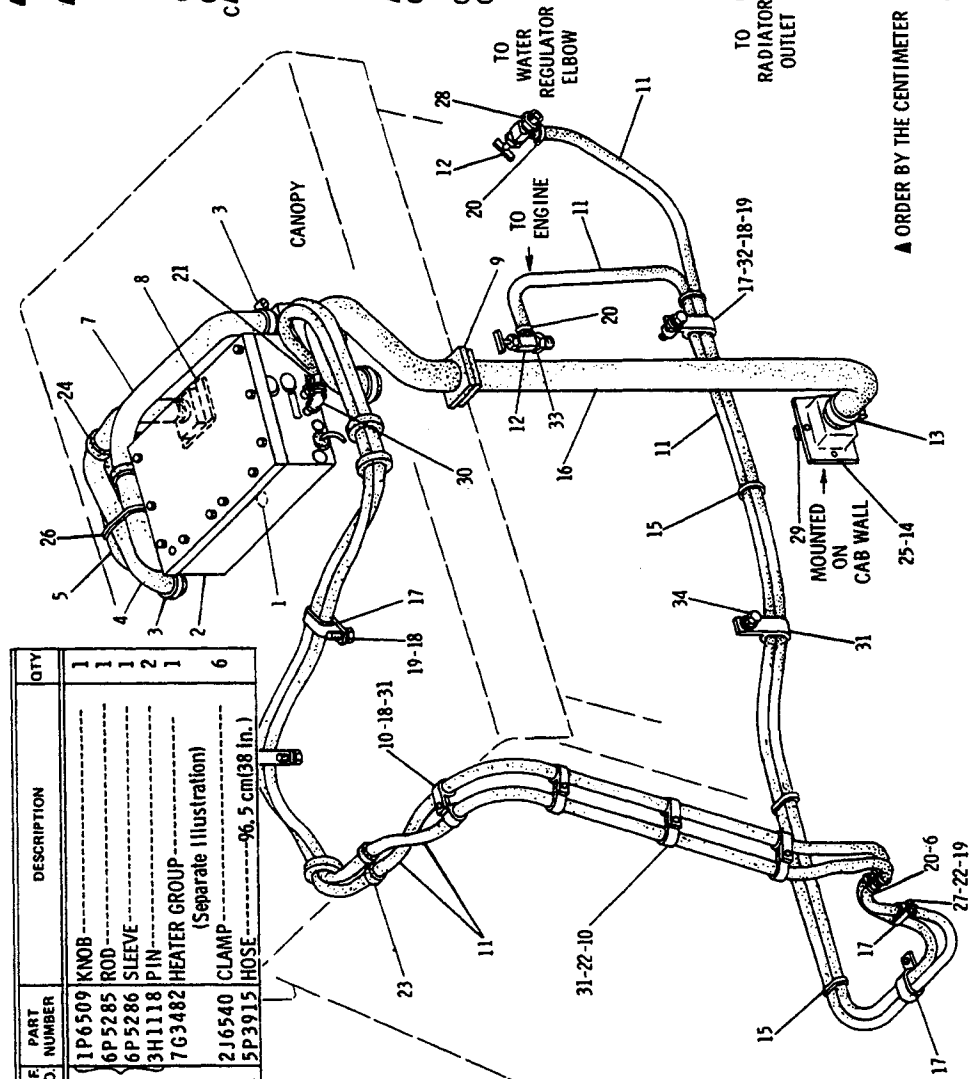 F. PART NUMBER DESCRIPTION QTY
1P6509 KNOB 1
6P5285 ROD 1
6P5286 SLEEVE 1
3H1118 PIN 2
7G3482 HEATER GROUP 1
(Separate Illustration)
2J6540 CLAMP 6
5P3915 HOSE 96.5 cm(38 in.)
26
24
7
8
21
3
5
4
3
2
1
CANOPY
TO
WATER
REGULATOR
ELBOW
28
12
20
11
TO
ENGINE
11
20
9
12
33
30
16
17-32-18-19
TO
RADIATOR
OUTLET
17
19-18
10-18-31
11
13
29
MOUNTED
ON
CAB WALL
25-14
15
34
31
11
23
31-22-10
20-6
27-22-19
17
15
17
▲ ORDER BY THE CENTIMETER